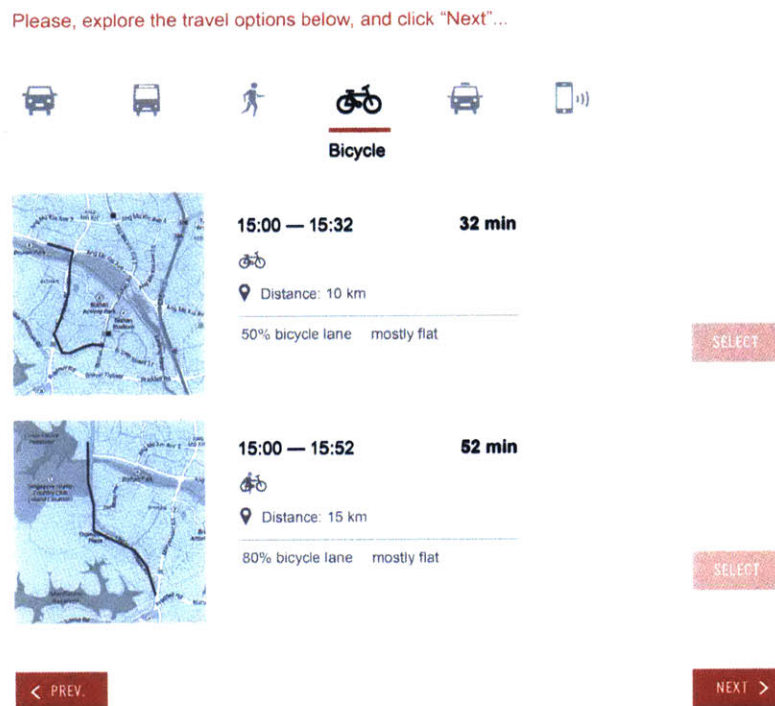 Please, explore the travel options below, and click “Next”...
Bicycle
15:00 — 15:32 32 min
Distance: 10 km
50% bicycle lane mostly flat
SELECT
15:00 — 15:52 52 min
Distance: 15 km
80% bicycle lane mostly flat
SELECT
< PREV.
NEXT >